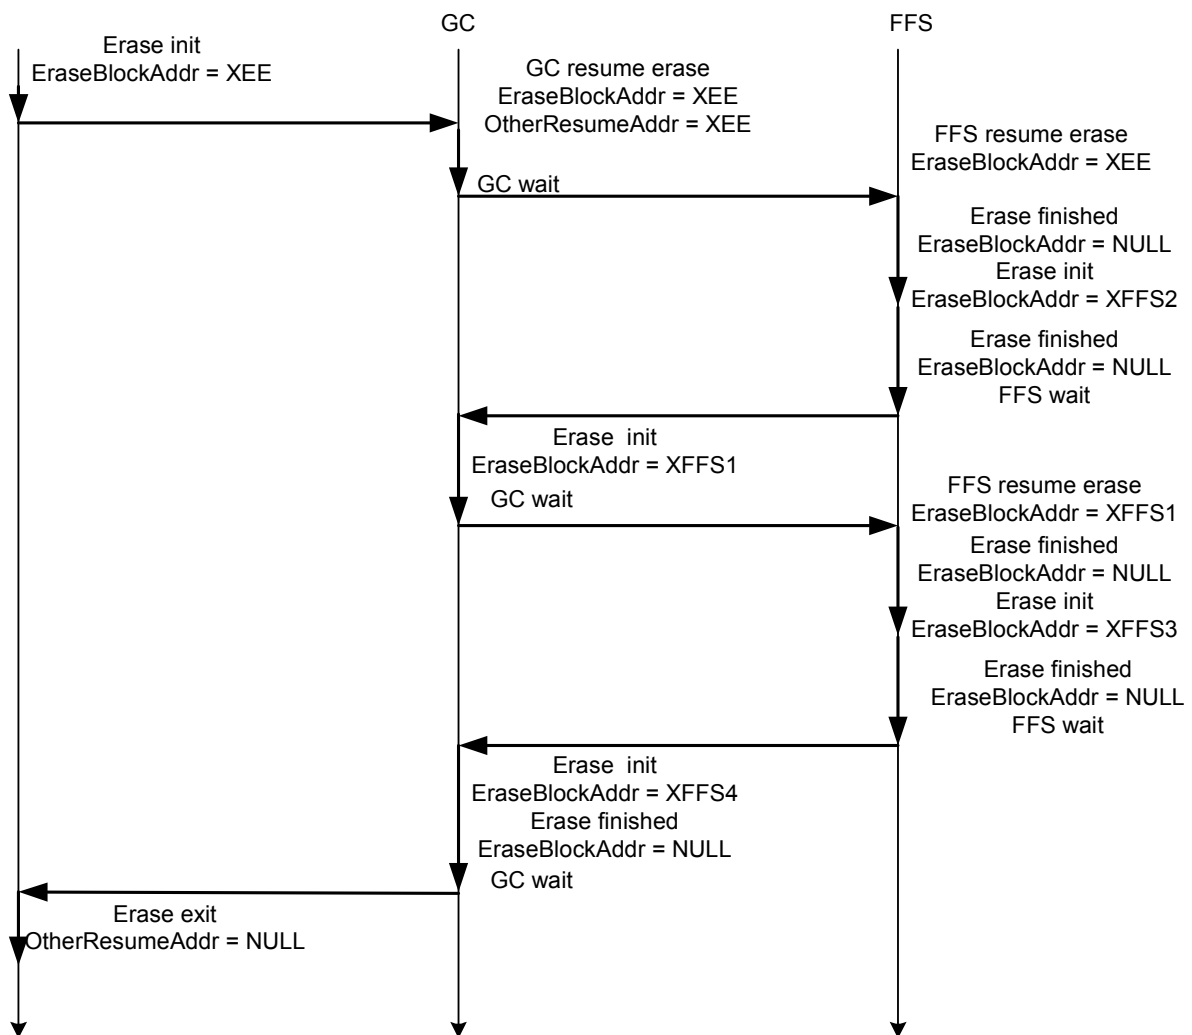 GC
FFS
Erase init
EraseBlockAddr = XEE
GC resume erase
EraseBlockAddr = XEE
OtherResumeAddr = XEE
FFS resume erase
EraseBlockAddr = XEE
GC wait
Erase finished
EraseBlockAddr = NULL
Erase init
EraseBlockAddr = XFFS2
Erase finished
EraseBlockAddr = NULL
FFS wait
Erase  init
EraseBlockAddr = XFFS1
GC wait
FFS resume erase
EraseBlockAddr = XFFS1
Erase finished
EraseBlockAddr = NULL
Erase init
EraseBlockAddr = XFFS3
Erase finished
EraseBlockAddr = NULL
FFS wait
Erase  init
EraseBlockAddr = XFFS4
Erase finished
EraseBlockAddr = NULL
GC wait
Erase exit
OtherResumeAddr = NULL